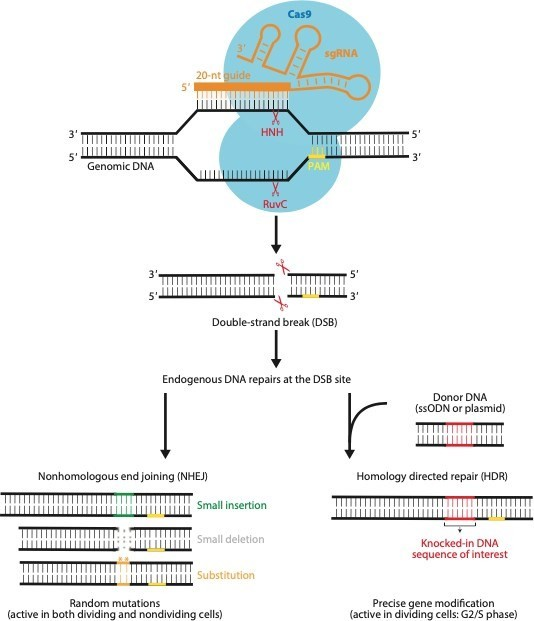 Cas9
3′
sgRNA
20-nt guide
5′
HNH
3′
5′
5′
3′
Genomic DNA
PAM
RuvC
3′
5′
5′
3′
Double-strand break (DSB)
Endogenous DNA repairs at the DSB site
Donor DNA
(ssODN or plasmid)
Nonhomologous end joining (NHEJ)
Homology directed repair (HDR)
Small insertion
Small deletion
Substitution
Knocked-in DNA
sequence of interest
Random mutations
(active in both dividing and nondividing cells)
Precise gene modification
(active in dividing cells: G2/S phase)